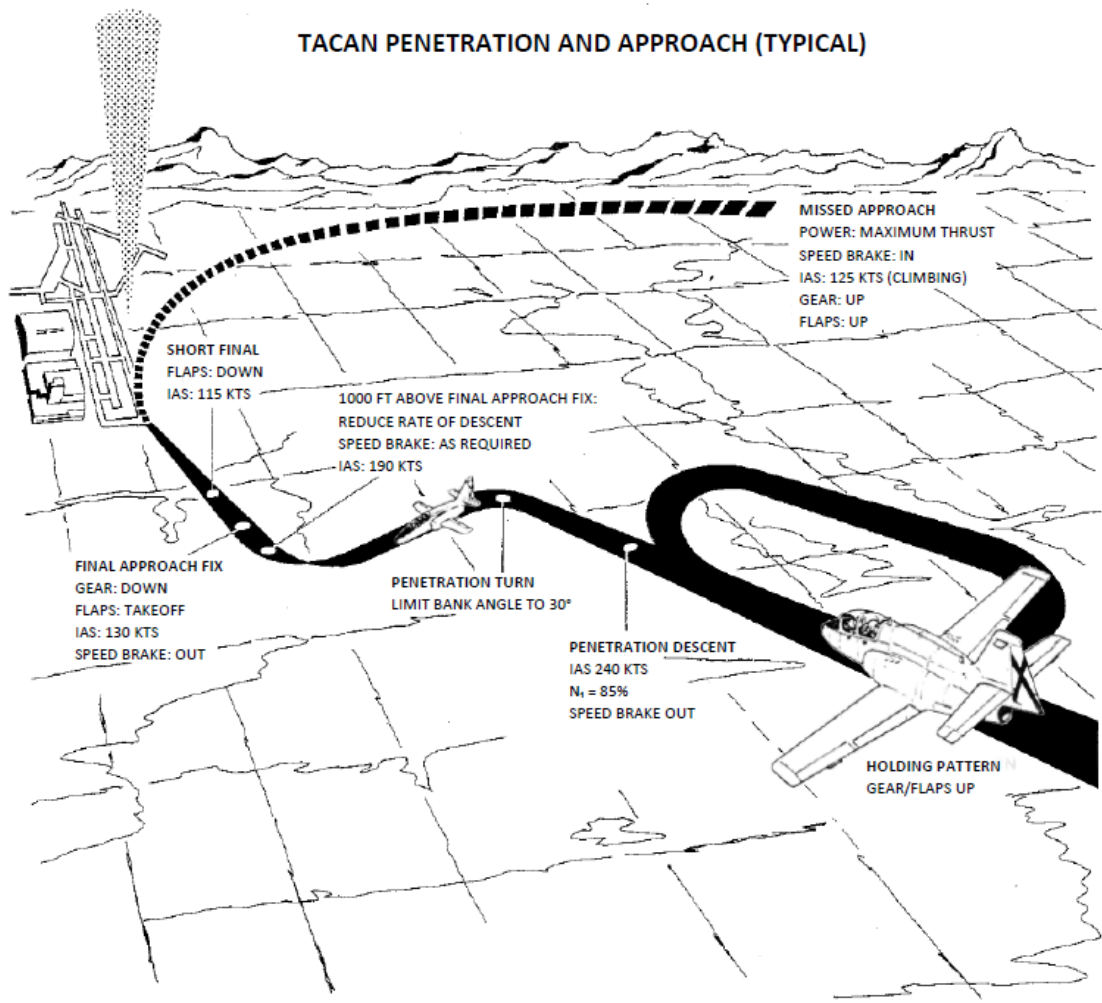 TACAN PENETRATION AND APPROACH (TYPICAL)
MISSED APPROACH
POWER: MAXIMUM THRUST
SPEED BRAKE: IN
IAS: 125 KTS (CLIMBING)
GEAR: UP
FLAPS: UP
SHORT FINAL
FLAPS: DOWN
IAS: 115 KTS
1000 FT ABOVE FINAL APPROACH FIX:
REDUCE RATE OF DESCENT
SPEED BRAKE: AS REQUIRED
IAS: 190 KTS
FINAL APPROACH FIX
GEAR: DOWN
FLAPS: TAKEOFF
IAS: 130 KTS
SPEED BRAKE: OUT
PENETRATION TURN
LIMIT BANK ANGLE TO 30°
PENETRATION DESCENT
IAS 240 KTS
N₁ = 85%
SPEED BRAKE OUT
HOLDING PATTERN
GEAR/FLAPS UP